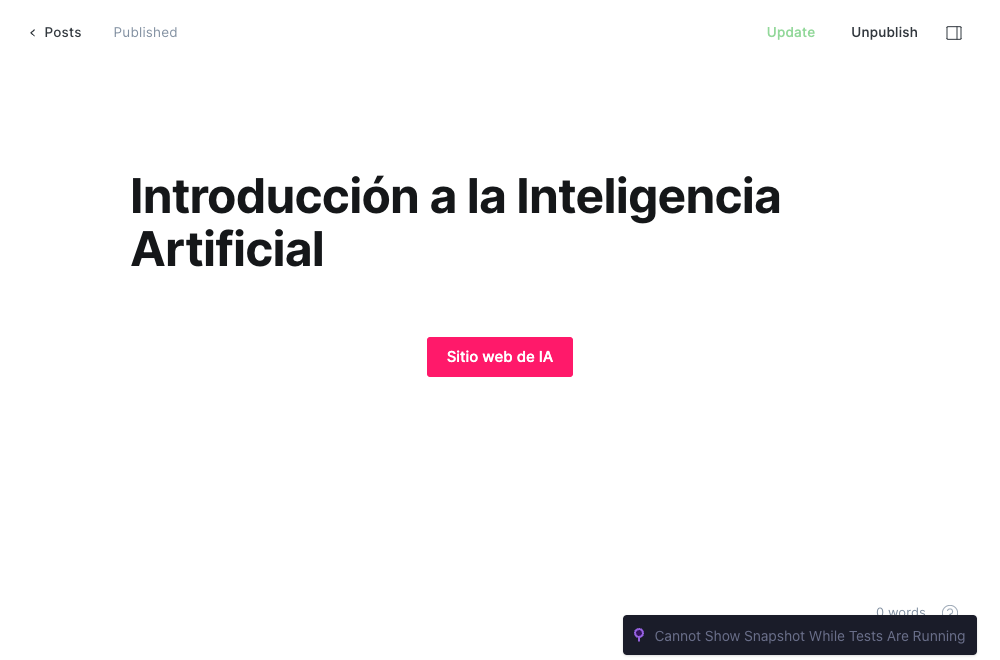 Posts
Published
Update
Unpublish
Introducción a la Inteligencia
Artificial
Sitio web de IA
0 words
?
Cannot Show Snapshot While Tests Are Running